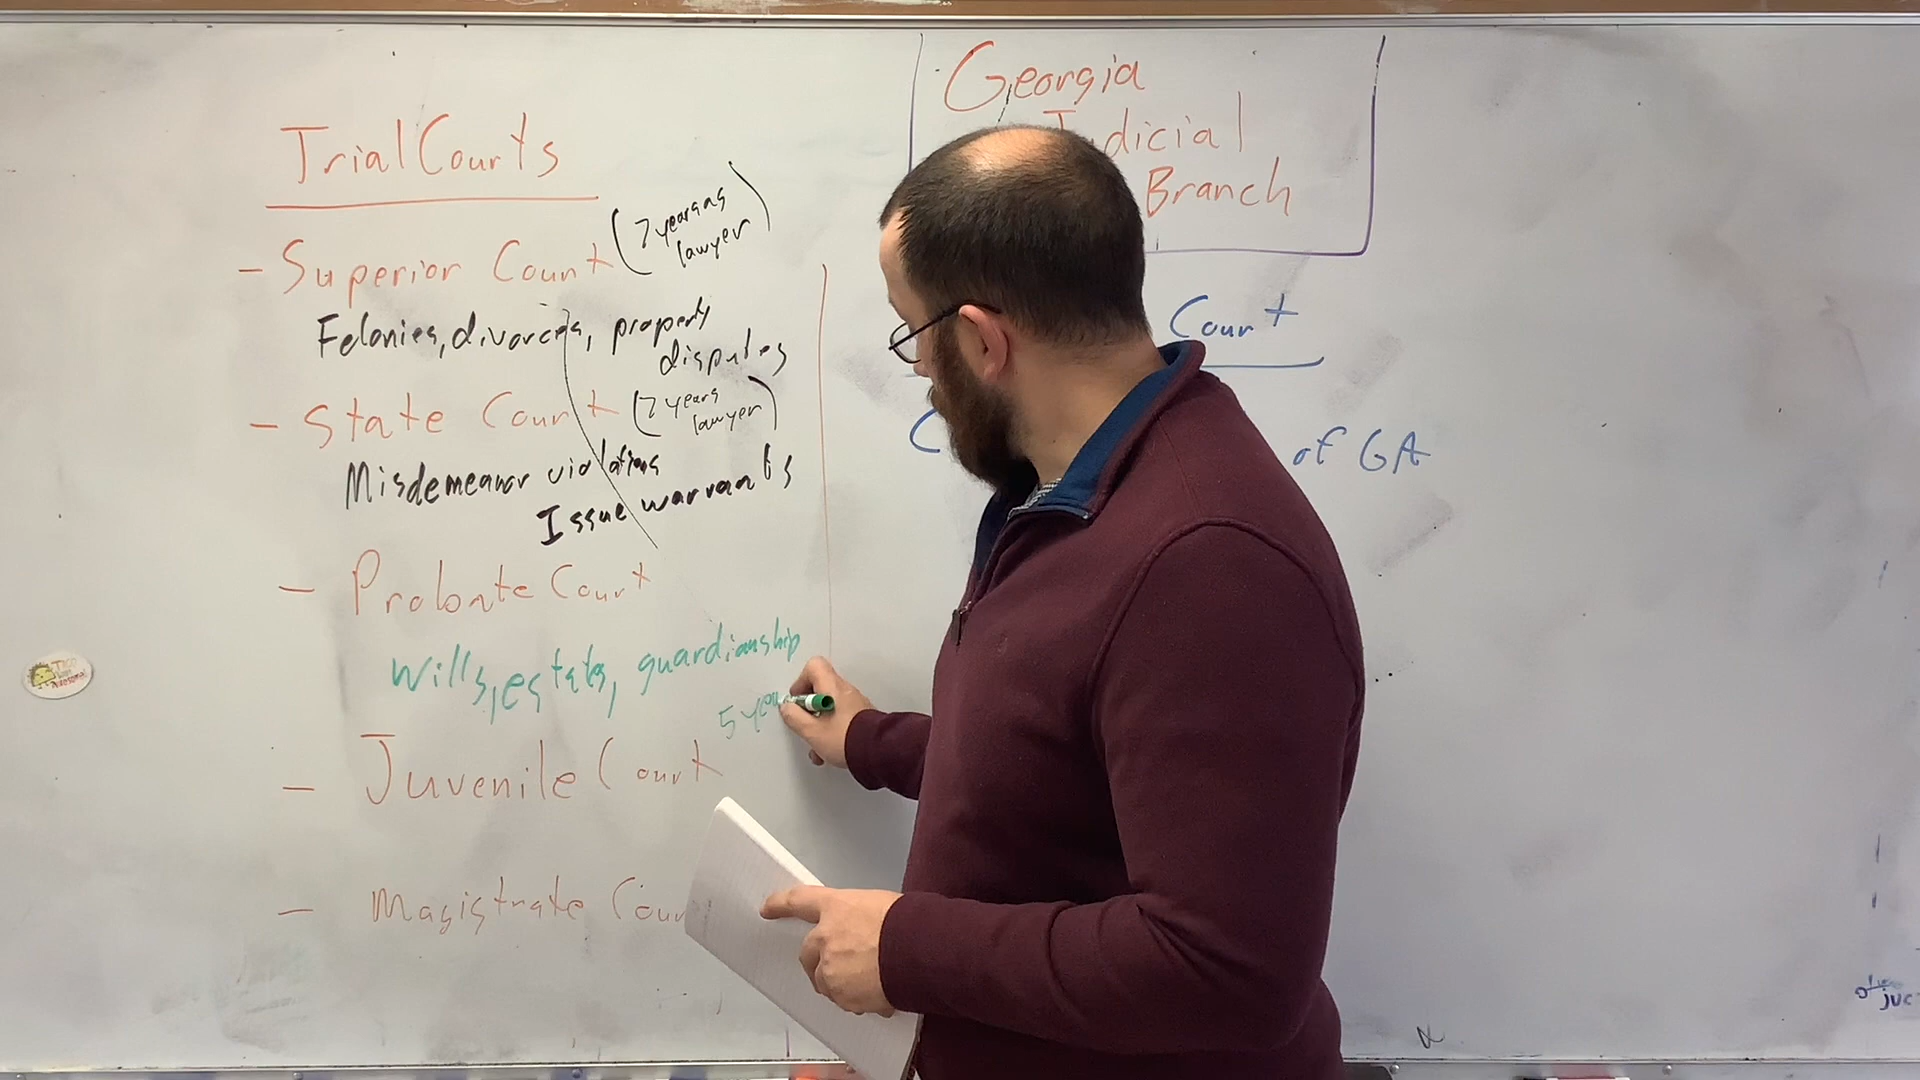 Trial Courts
- Superior Court (7 years as
lawyer)
Felonies, divorces, property
disputes
- State Court (7 years
lawyer)
Misdemeanor violations
Issue warrants
- Probate Court
Wills, estates, guardianship
5 year
- Juvenile Court
- Magistrate Cour
Georgia
Judicial
Branch
Court
of GA